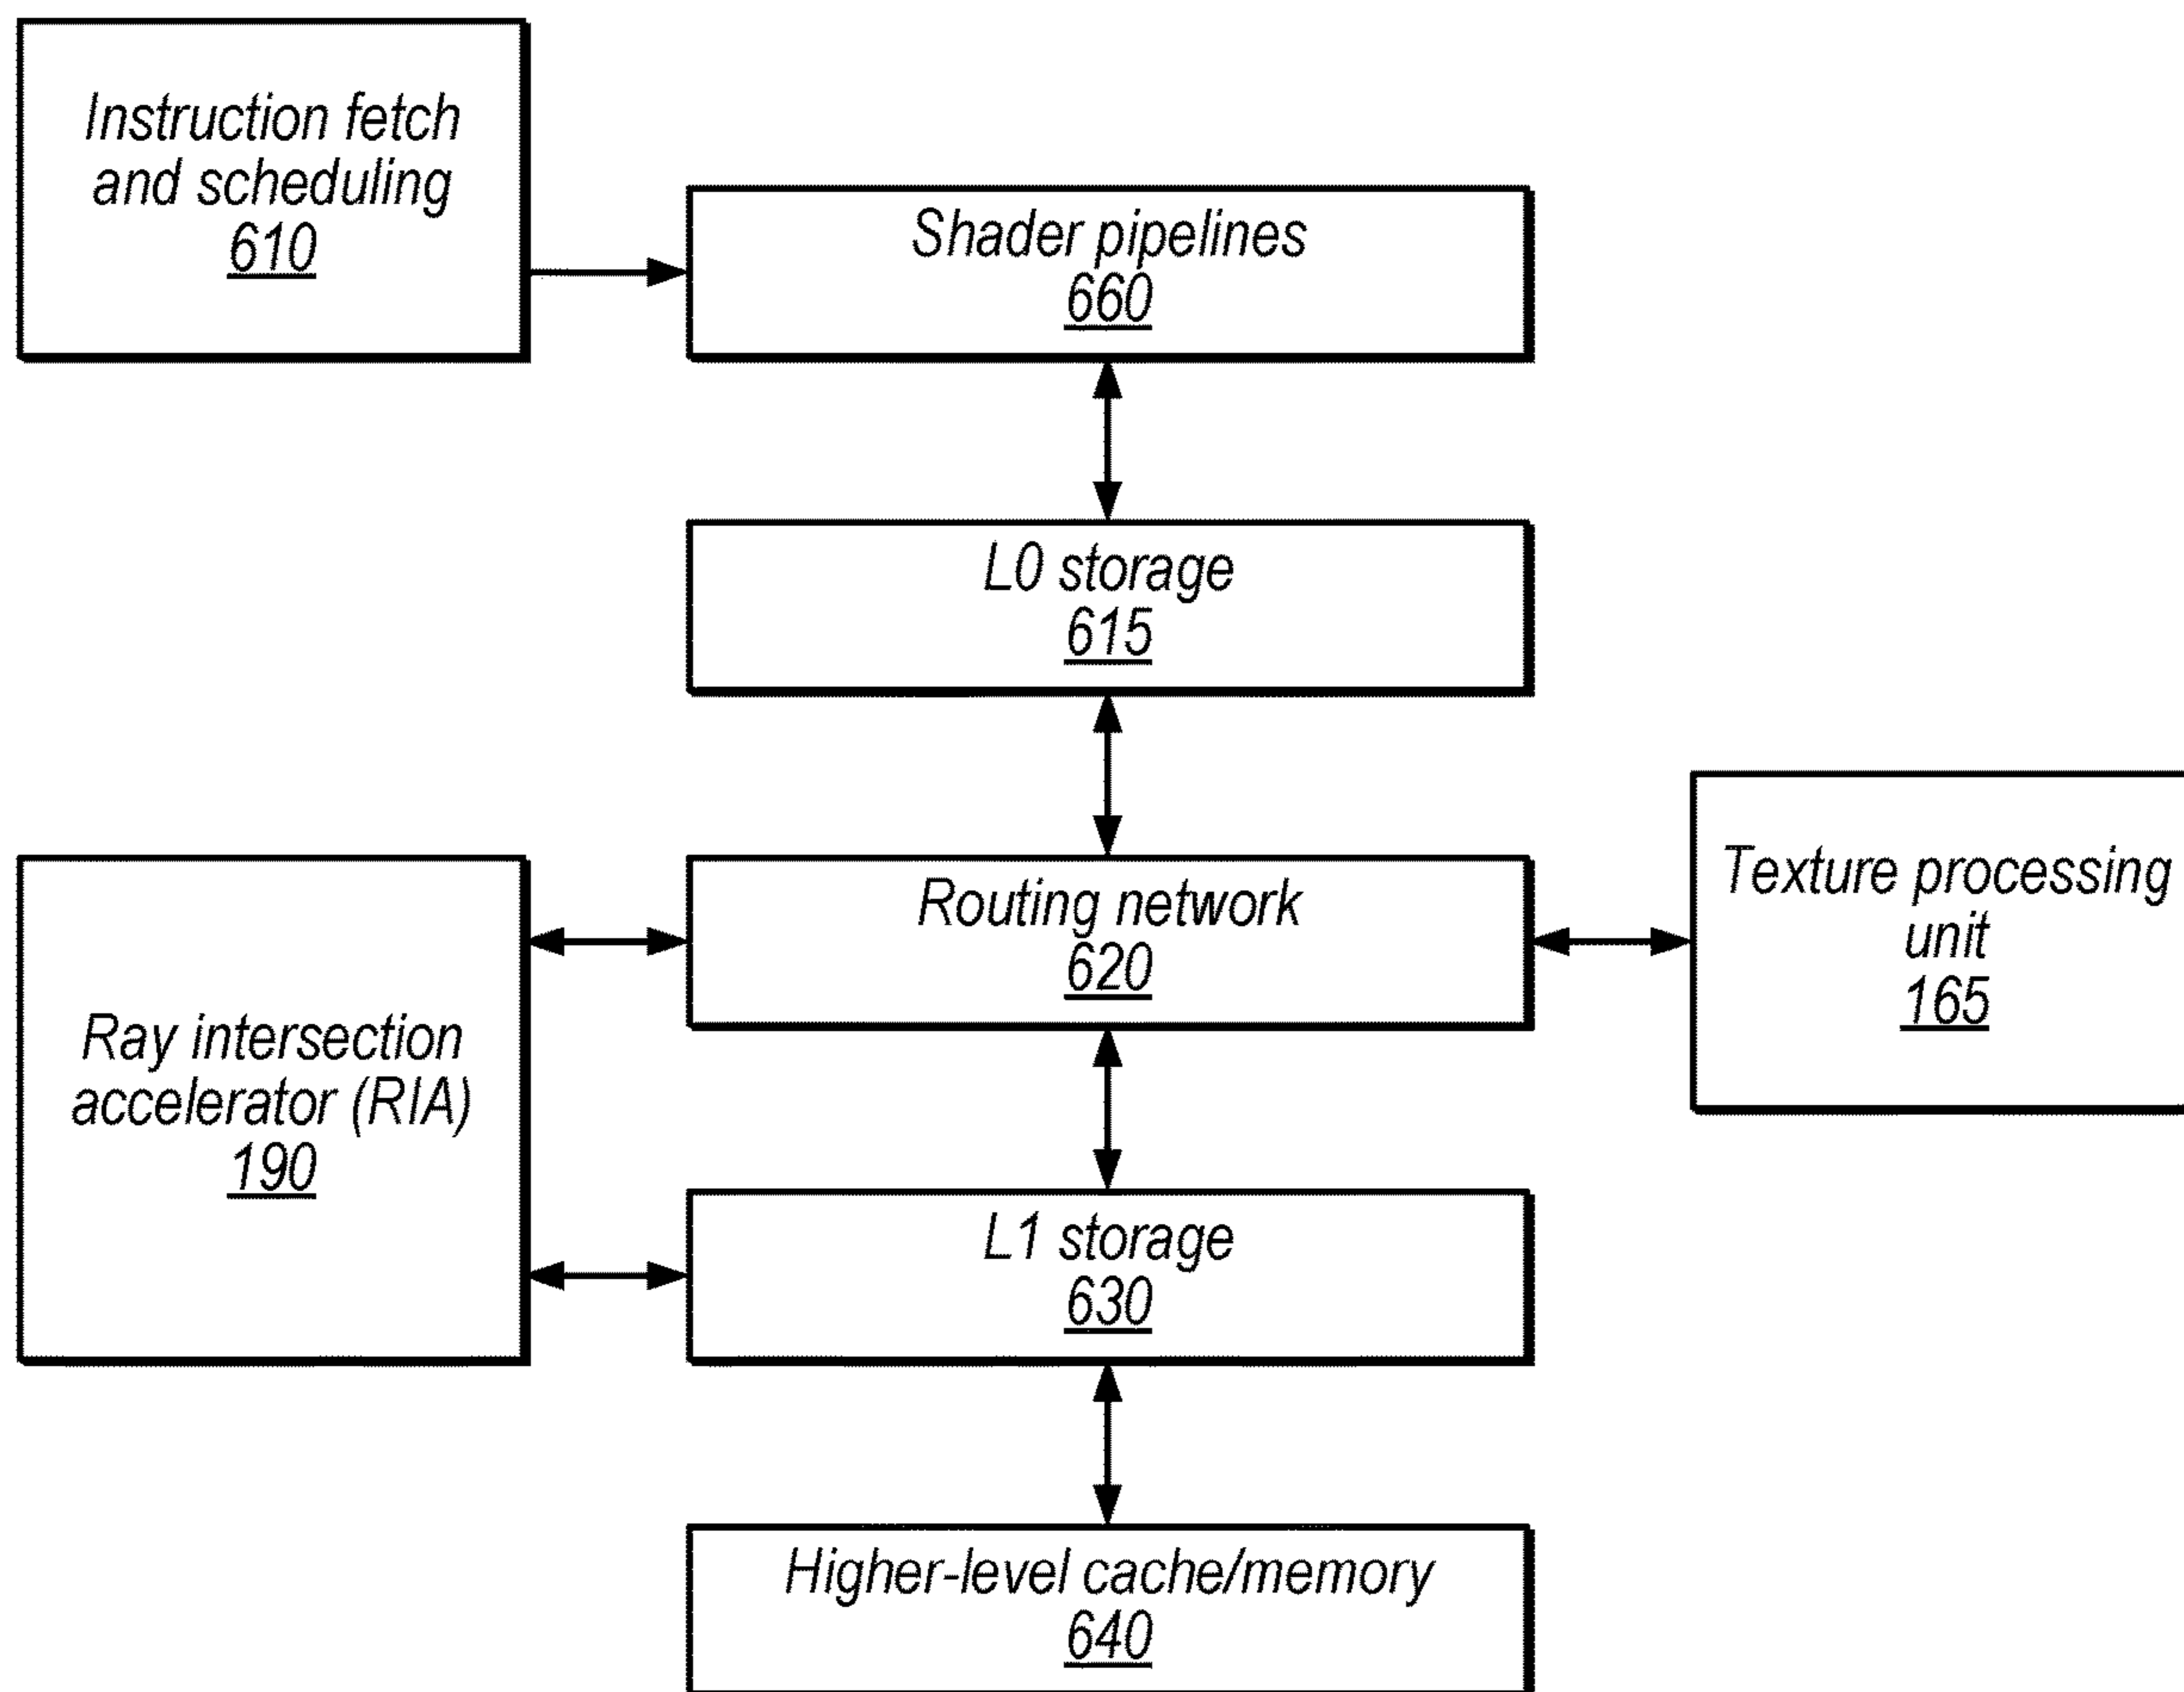 Instruction fetch
and scheduling
610
Shader pipelines
660
L0 storage
615
Routing network
620
Texture processing
unit
165
Ray intersection
accelerator (RIA)
190
L1 storage
630
Higher-level cache/memory
640